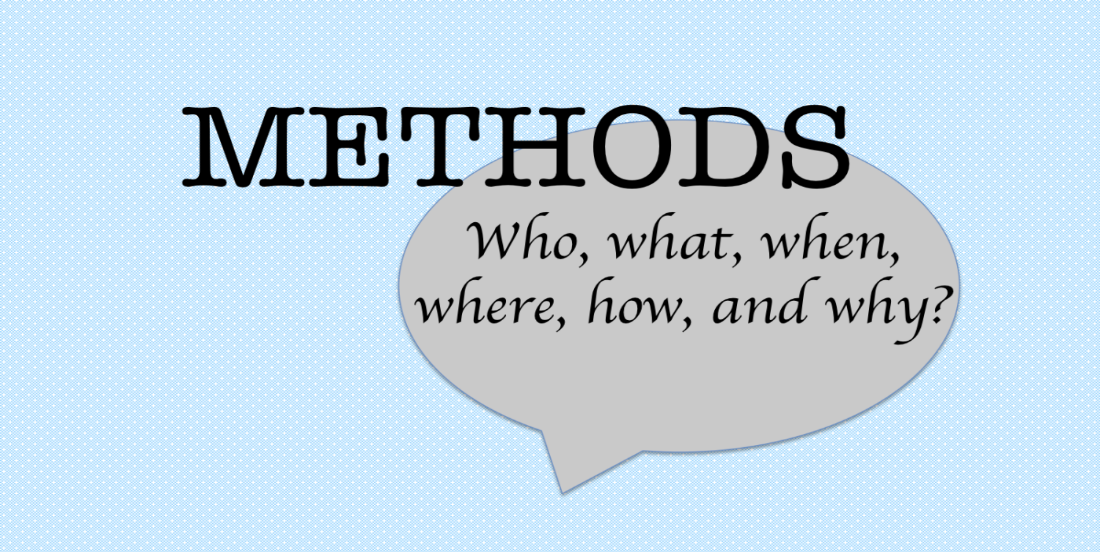 METHODS
Who, what, when,
where, how, and why?